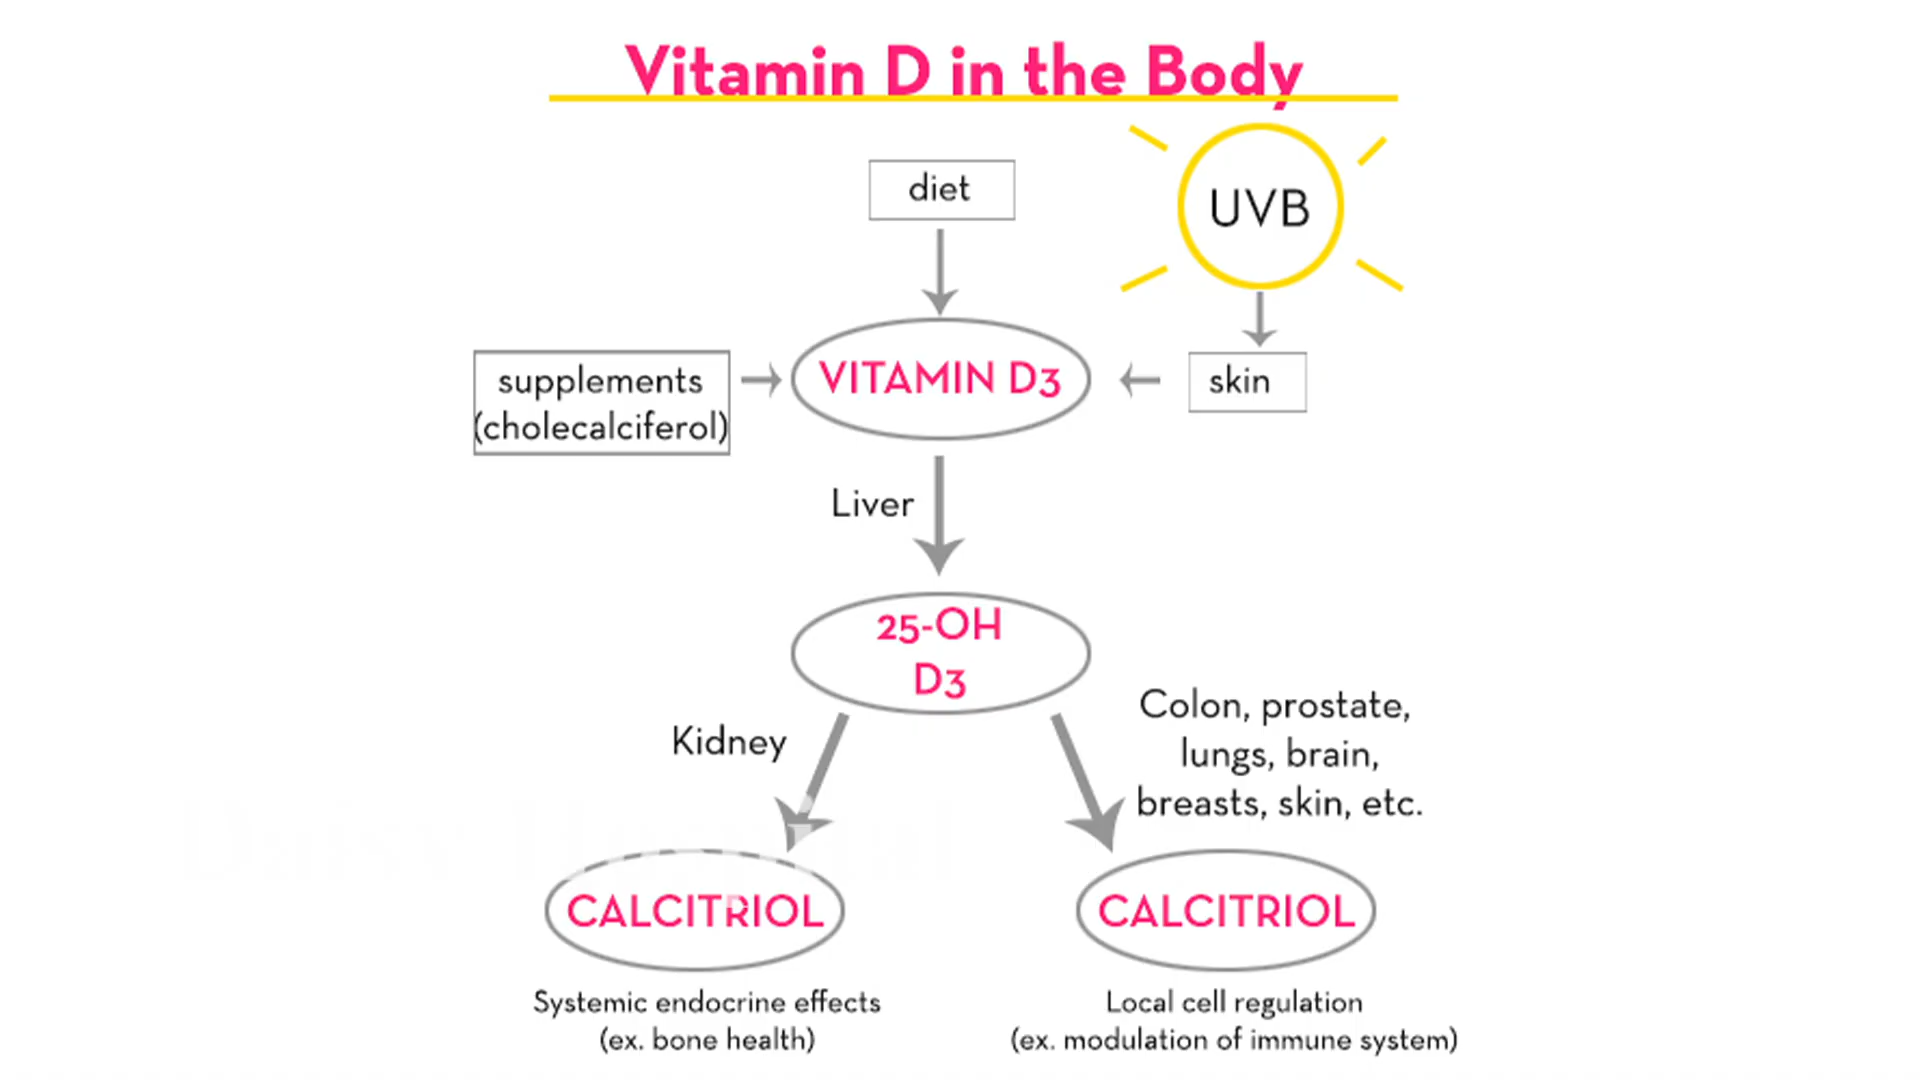 Vitamin D in the Body
diet
UVB
supplements
(cholecalciferol)
VITAMIN D3
skin
Liver
25-OH
D3
Kidney
Colon, prostate,
lungs, brain,
breasts, skin, etc.
CALCITRIOL
CALCITRIOL
Systemic endocrine effects
(ex. bone health)
Local cell regulation
(ex. modulation of immune system)